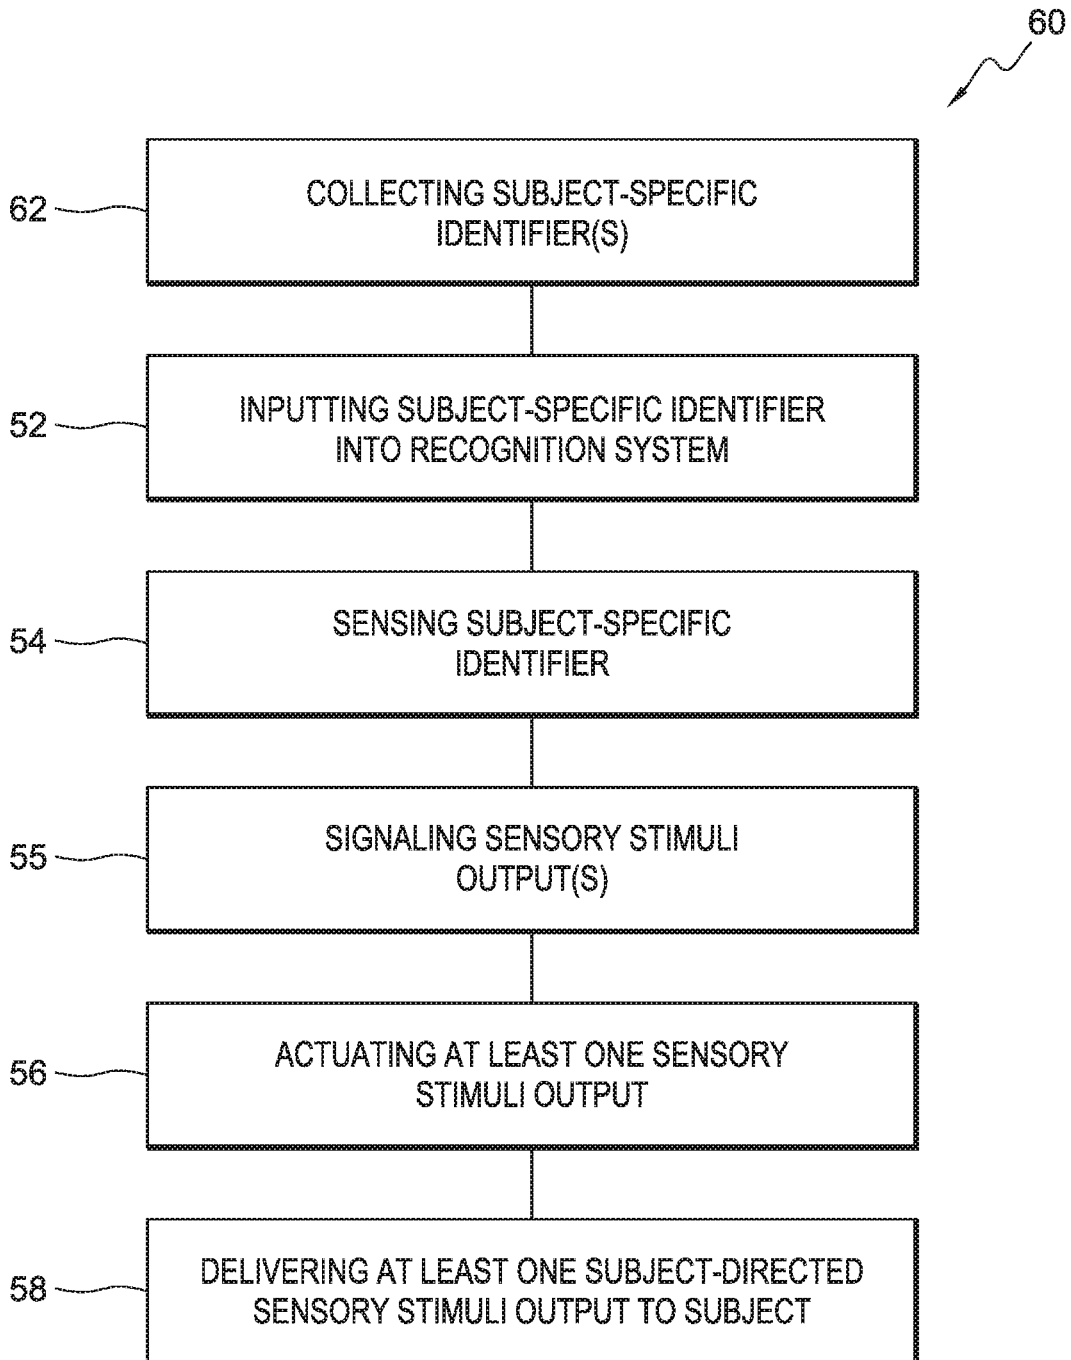 60
62
COLLECTING SUBJECT-SPECIFIC
IDENTIFIER(S)
52
INPUTTING SUBJECT-SPECIFIC IDENTIFIER
INTO RECOGNITION SYSTEM
54
SENSING SUBJECT-SPECIFIC
IDENTIFIER
55
SIGNALING SENSORY STIMULI
OUTPUT(S)
56
ACTUATING AT LEAST ONE SENSORY
STIMULI OUTPUT
58
DELIVERING AT LEAST ONE SUBJECT-DIRECTED
SENSORY STIMULI OUTPUT TO SUBJECT